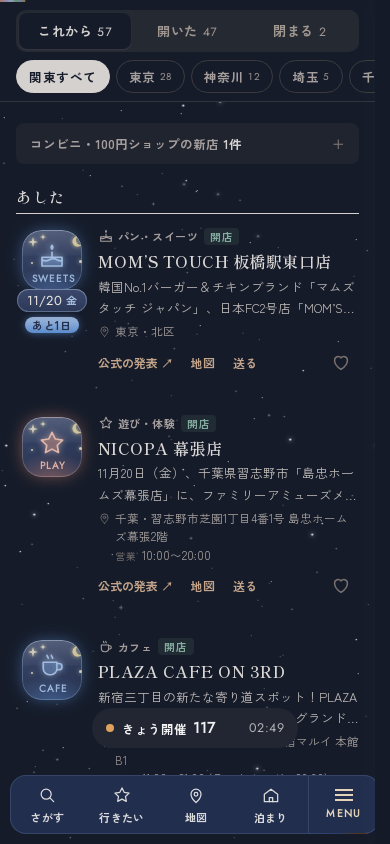 これから 57 開いた 47 閉まる 2
関東すべて 東京 28 神奈川 12 埼玉 5 千
コンビニ・100円ショップの新店 1件 +
あした
パン・スイーツ 開店
SWEETS
MOM'S TOUCH 板橋駅東口店
11/20 金
韓国No.1バーガー＆チキンブランド「マムズ
タッチ ジャパン」、日本FC2号店「MOM'S…
あと1日
東京・北区
公式の発表 ↗ 地図 送る
遊び・体験 開店
PLAY
NICOPA 幕張店
11月20日（金）、千葉県習志野市「島忠ホー
ムズ幕張店」に、ファミリーアミューズメ…
千葉・習志野市芝園1丁目4番1号 島忠ホーム
ズ幕張2階
営業 10:00〜20:00
公式の発表 ↗ 地図 送る
カフェ 開店
CAFE
PLAZA CAFE ON 3RD
新宿三丁目の新たな寄り道スポット！PLAZA
グランド…
きょう開催 117 02:49
マルイ 本館
B1
さがす 行きたい 地図 泊まり MENU